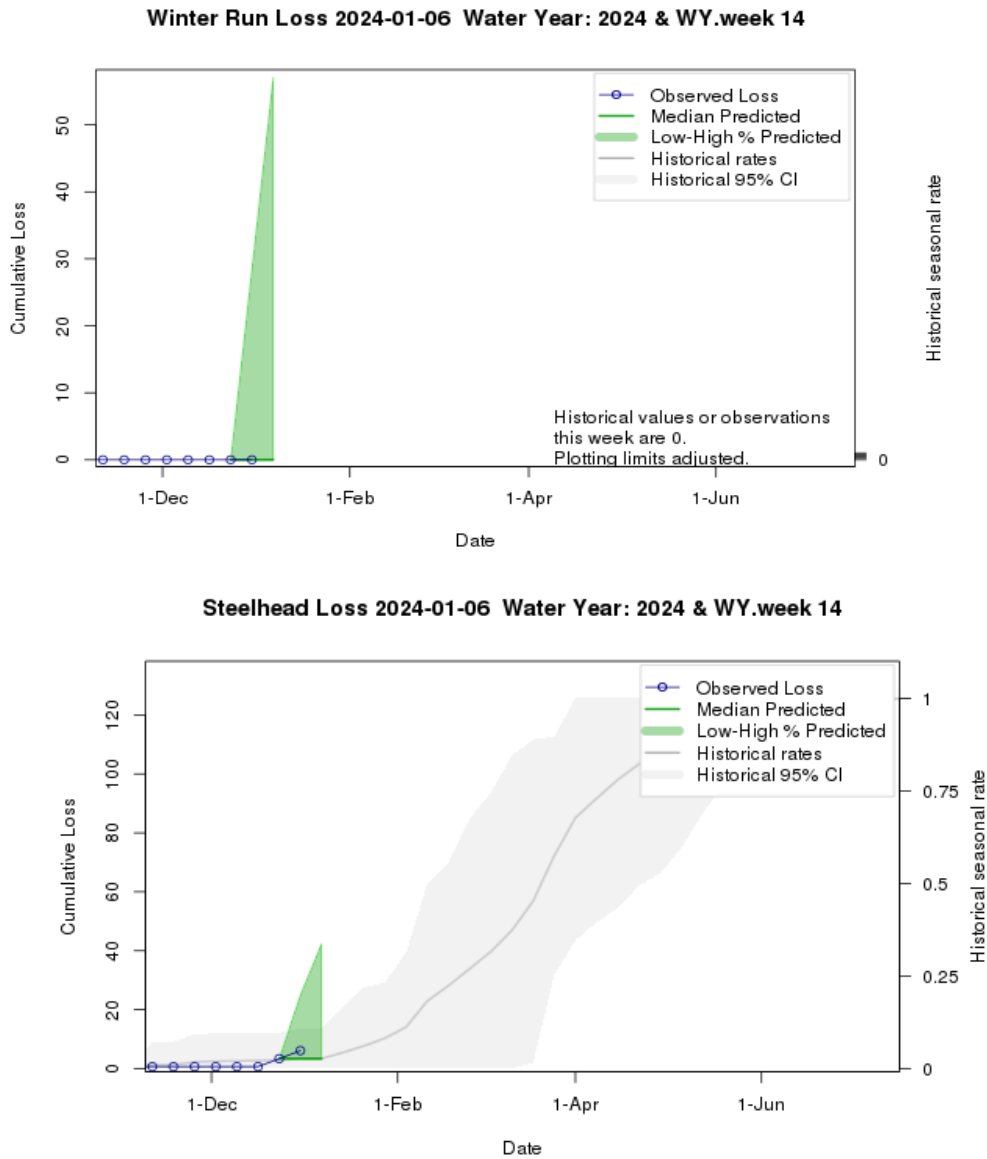 Winter Run Loss 2024-01-06  Water Year: 2024 & WY.week 14
Observed Loss
Median Predicted
Low-High % Predicted
Historical rates
Historical 95% CI
Cumulative Loss
50
40
30
20
10
0
Historical seasonal rate
0
Historical values or observations
this week are 0.
Plotting limits adjusted.
1-Dec
1-Feb
1-Apr
1-Jun
Date
Steelhead Loss 2024-01-06  Water Year: 2024 & WY.week 14
Observed Loss
Median Predicted
Low-High % Predicted
Historical rates
Historical 95% CI
Cumulative Loss
120
100
80
60
40
20
0
Historical seasonal rate
1
0.75
0.5
0.25
0
1-Dec
1-Feb
1-Apr
1-Jun
Date